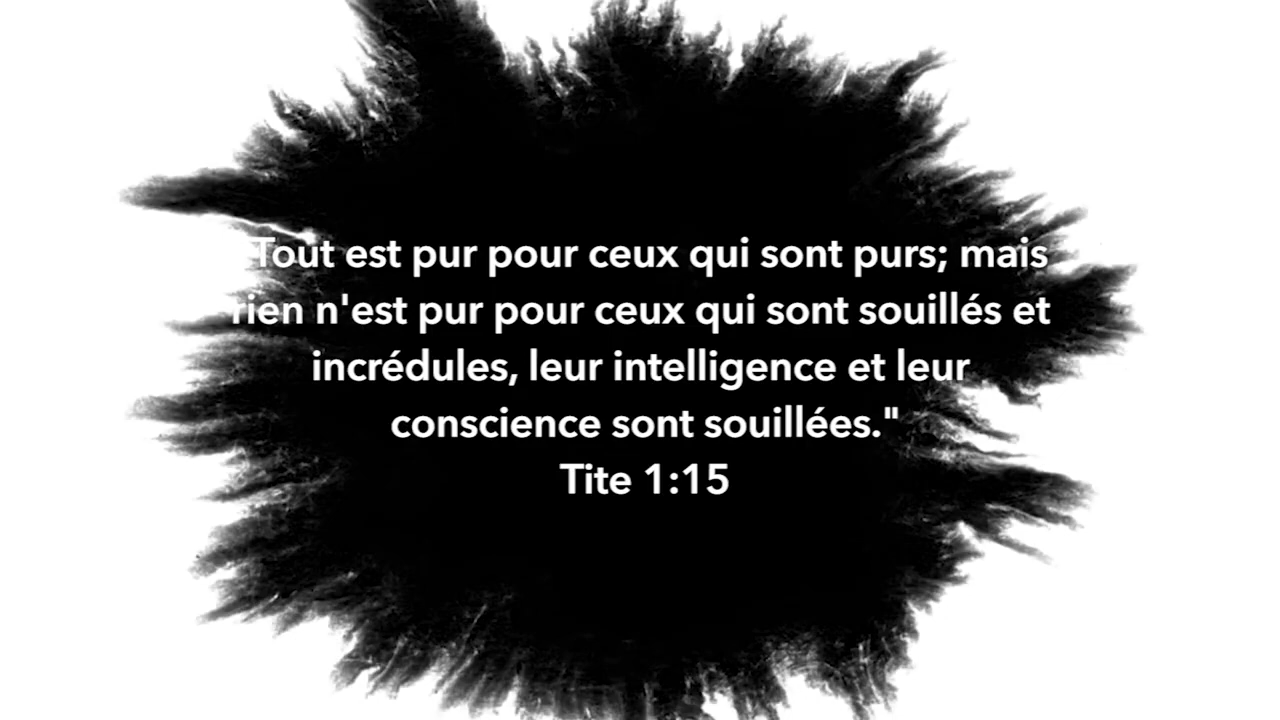 "Tout est pur pour ceux qui sont purs; mais
rien n'est pur pour ceux qui sont souillés et
incrédules, leur intelligence et leur
conscience sont souillées."
Tite 1:15